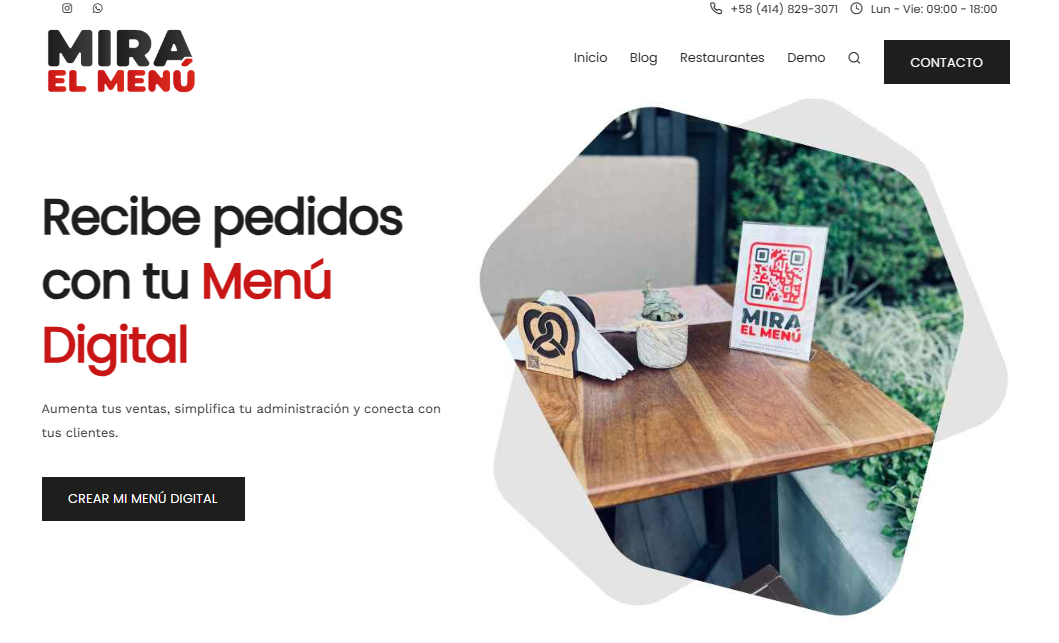 +58 (414) 829-3071 Lun - Vie: 09:00 - 18:00
MIRA
EL MENÚ
Inicio Blog Restaurantes Demo CONTACTO
Recibe pedidos
con tu Menú
Digital
Aumenta tus ventas, simplifica tu administración y conecta con
tus clientes.
CREAR MI MENÚ DIGITAL
MIRA
EL MENÚ